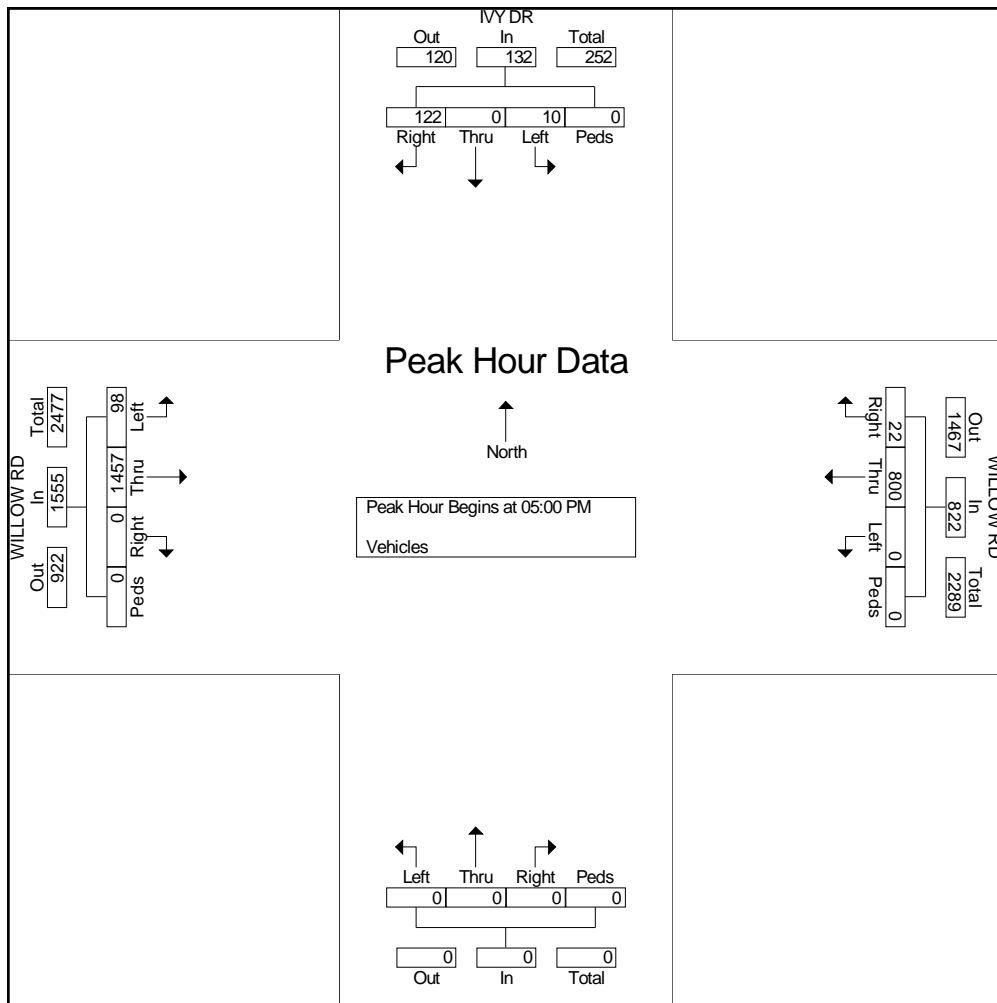 IVY DR
Out In Total
120 132 252
122 0 10 0
Right Thru Left Peds
Peak Hour Data
North
Peak Hour Begins at 05:00 PM
Vehicles
WILLOW RD
Total In Out
2477 1555 922
98 1457 0 0
Left Thru Right Peds
WILLOW RD
Out In Total
1467 822 2289
22 800 0 0
Right Thru Left Peds
Left Thru Right Peds
0 0 0 0
0 0 0
Out In Total